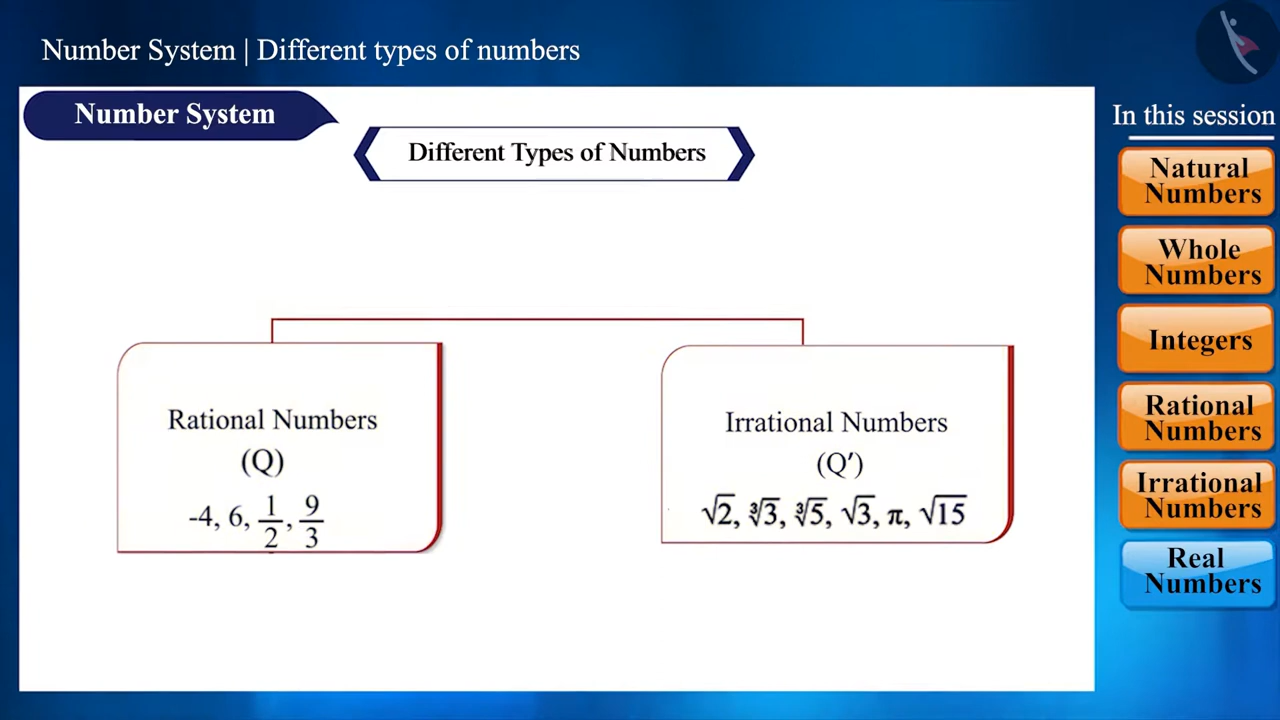 Number System | Different types of numbers
Number System
Different Types of Numbers
Rational Numbers
(Q)
-4, 6, 1/2, 9/3
Irrational Numbers
(Q′)
√2, ∛3, ∛5, √3, π, √15
In this session
Natural
Numbers
Whole
Numbers
Integers
Rational
Numbers
Irrational
Numbers
Real
Numbers